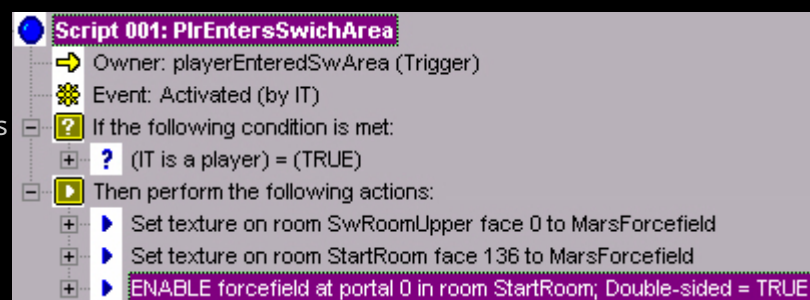 Script 001: PlrEntersSwichArea
Owner: playerEnteredSwArea (Trigger)
Event: Activated (by IT)
s
If the following condition is met:
? (IT is a player) = (TRUE)
Then perform the following actions:
Set texture on room SwRoomUpper face 0 to MarsForcefield
Set texture on room StartRoom face 136 to MarsForcefield
ENABLE forcefield at portal 0 in room StartRoom; Double-sided = TRUE